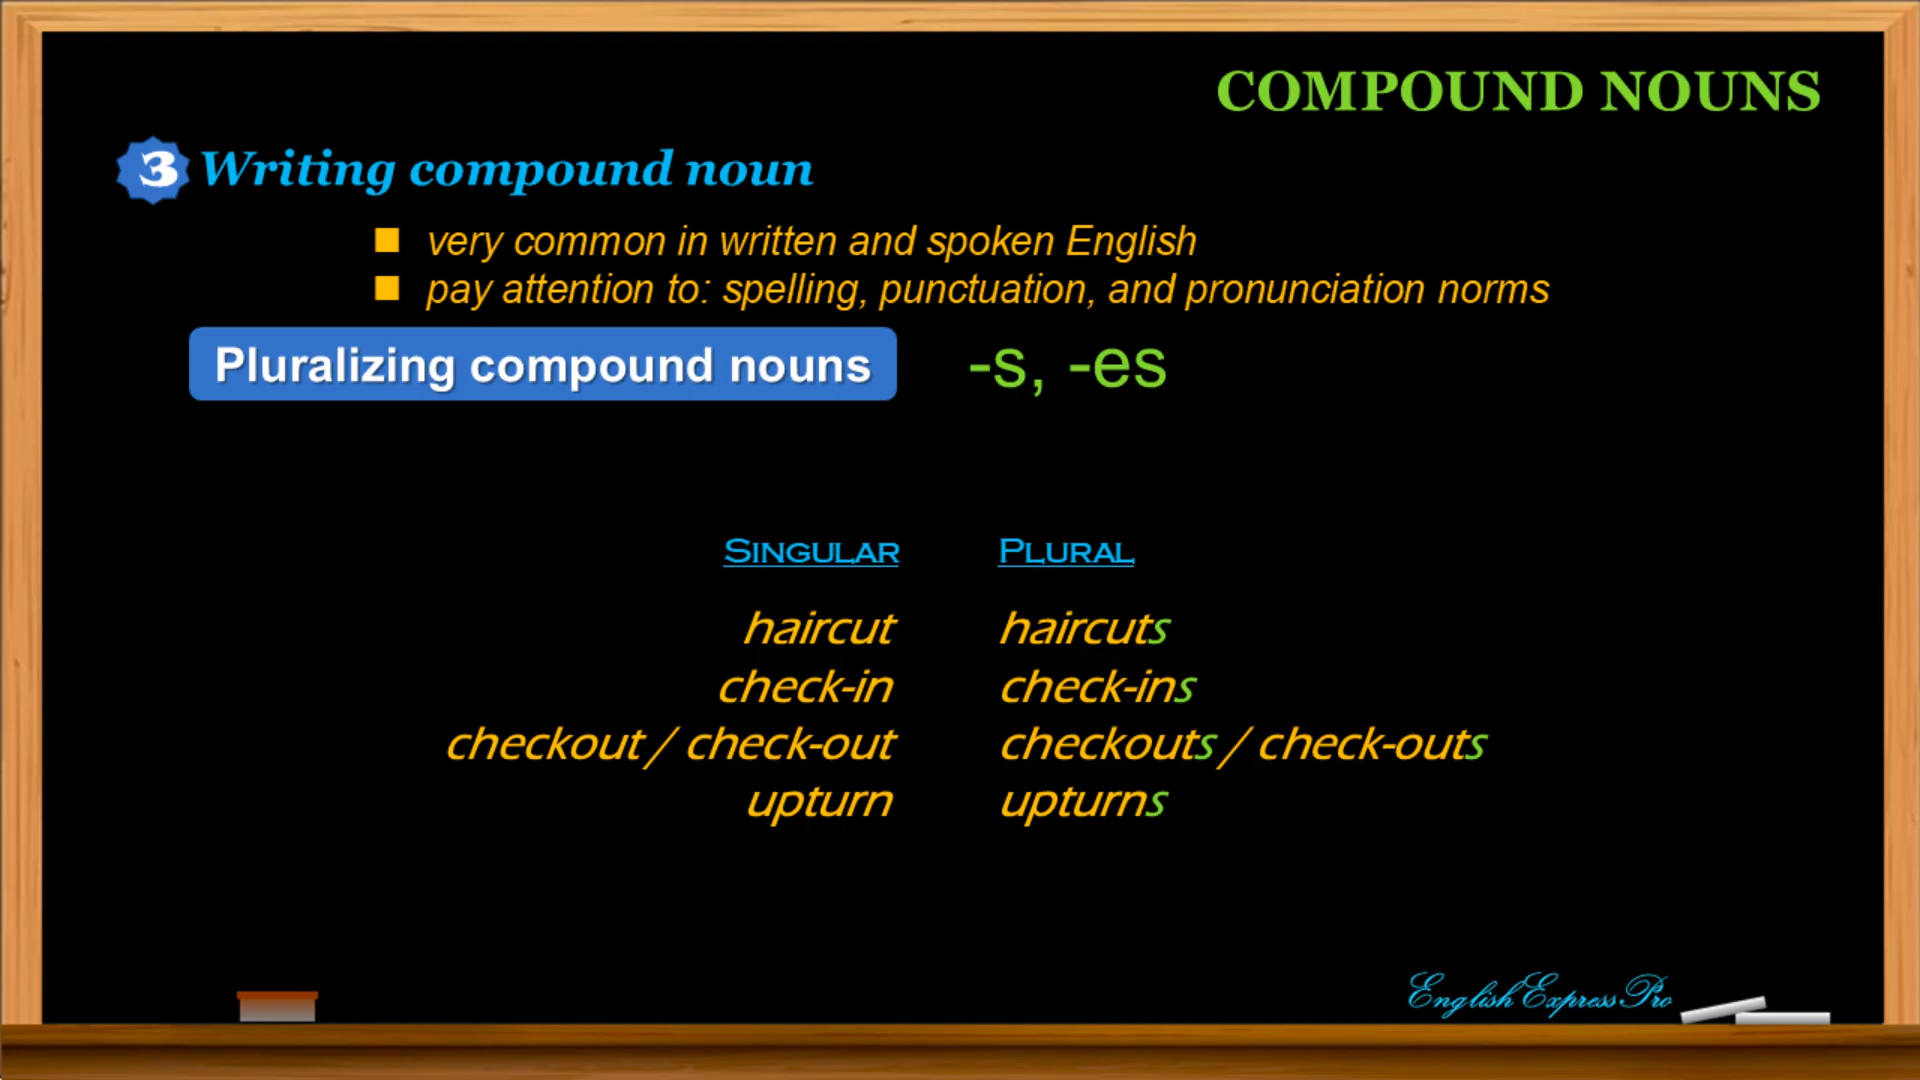 COMPOUND NOUNS
3 Writing compound noun
very common in written and spoken English
pay attention to: spelling, punctuation, and pronunciation norms
Pluralizing compound nouns -s, -es
SINGULAR PLURAL
haircut haircuts
check-in check-ins
checkout / check-out checkouts / check-outs
upturn upturns
English Express Pro